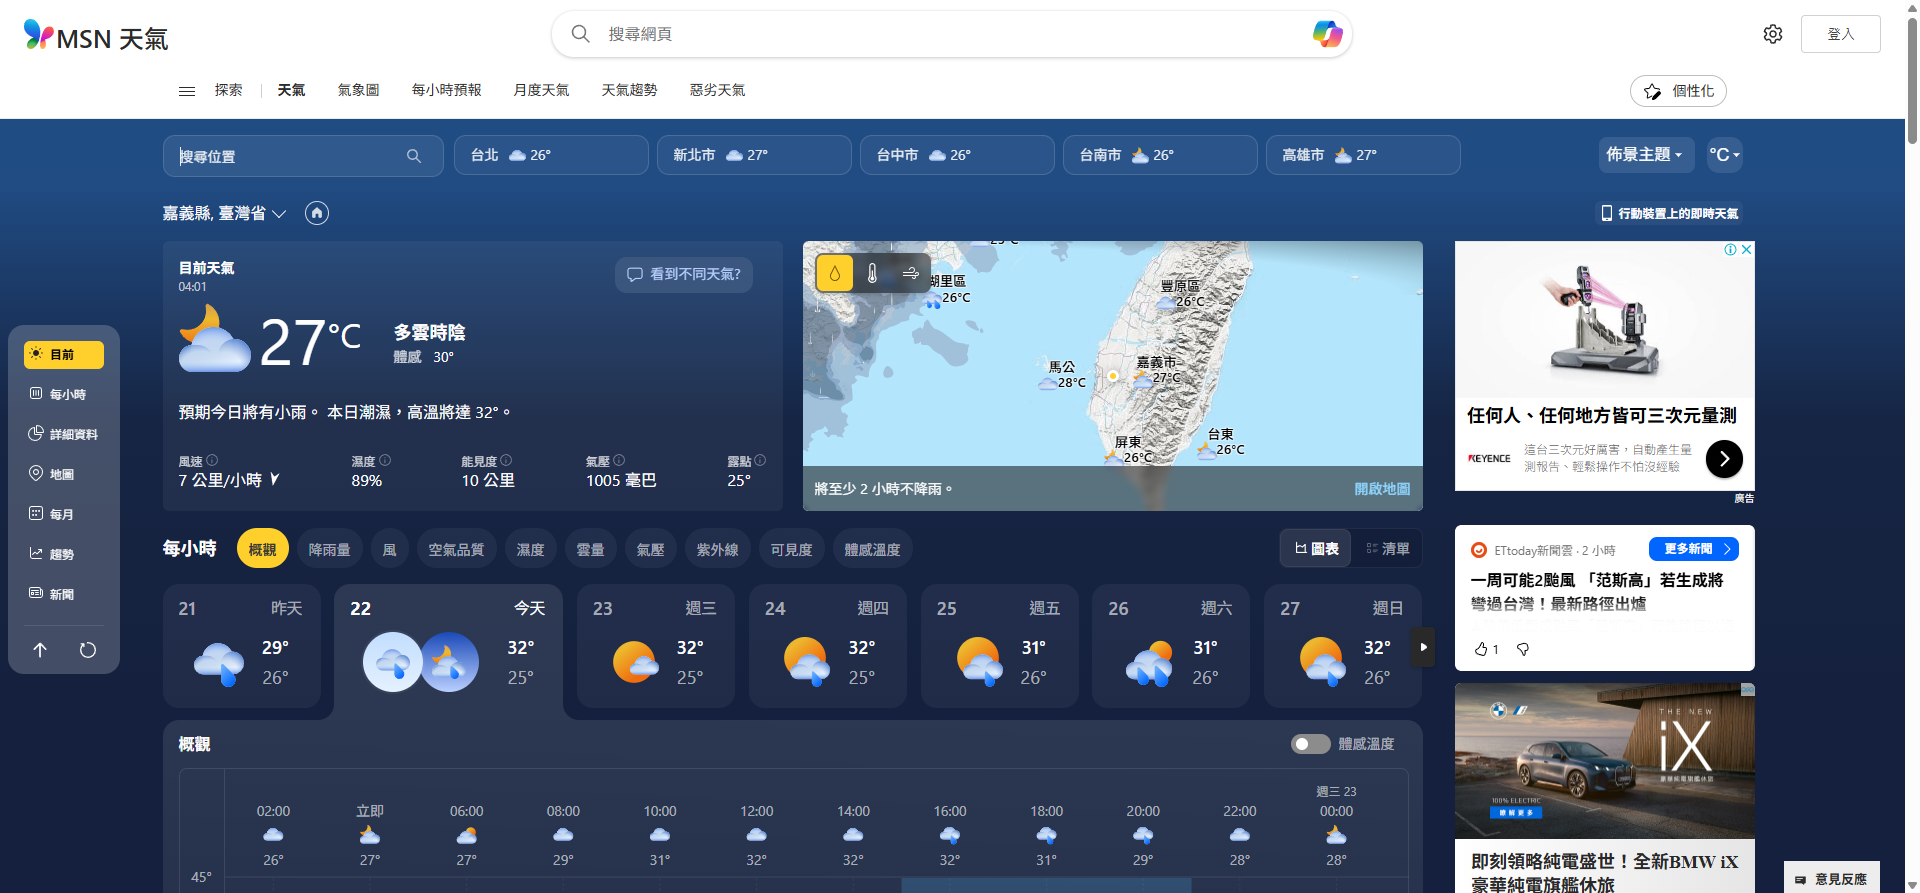 MSN 天氣
搜尋網頁
登入
探索
天氣
氣象圖
每小時預報
月度天氣
天氣趨勢
惡劣天氣
個性化
搜尋位置
台北 26°
新北市 27°
台中市 26°
台南市 26°
高雄市 27°
佈景主題
°C
嘉義縣, 臺灣省
行動裝置上的即時天氣
目前
每小時
詳細資料
地圖
每月
趨勢
新聞
目前天氣
04:01
看到不同天氣?
27°C
多雲時陰
體感 30°
預期今日將有小雨。 本日潮濕，高溫將達 32°。
風速
7 公里/小時
濕度
89%
能見度
10 公里
氣壓
1005 毫巴
露點
25°
湖里區
26°C
豐原區
26°C
馬公
28°C
嘉義市
27°C
屏東
26°C
台東
26°C
將至少 2 小時不降雨。
開啟地圖
任何人、任何地方皆可三次元量測
KEYENCE
這台三次元好厲害，自動產生量
測報告、輕鬆操作不怕沒經驗
廣告
每小時
概觀
降雨量
風
空氣品質
濕度
雲量
氣壓
紫外線
可見度
體感溫度
圖表
清單
21 昨天
29°
26°
22 今天
32°
25°
23 週三
32°
25°
24 週四
32°
25°
25 週五
31°
26°
26 週六
31°
26°
27 週日
32°
26°
ETtoday新聞雲 · 2 小時
更多新聞
一周可能2颱風 「范斯高」若生成將
彎過台灣！最新路徑出爐
1
概觀
體感溫度
週三 23
02:00 立即 06:00 08:00 10:00 12:00 14:00 16:00 18:00 20:00 22:00 00:00
26° 27° 27° 29° 31° 32° 32° 32° 31° 29° 28° 28°
45°
THE NEW
iX
豪華純電旗艦休旅
100% ELECTRIC
瞭解更多
即刻領略純電盛世！全新BMW iX
豪華純電旗艦休旅
意見反應